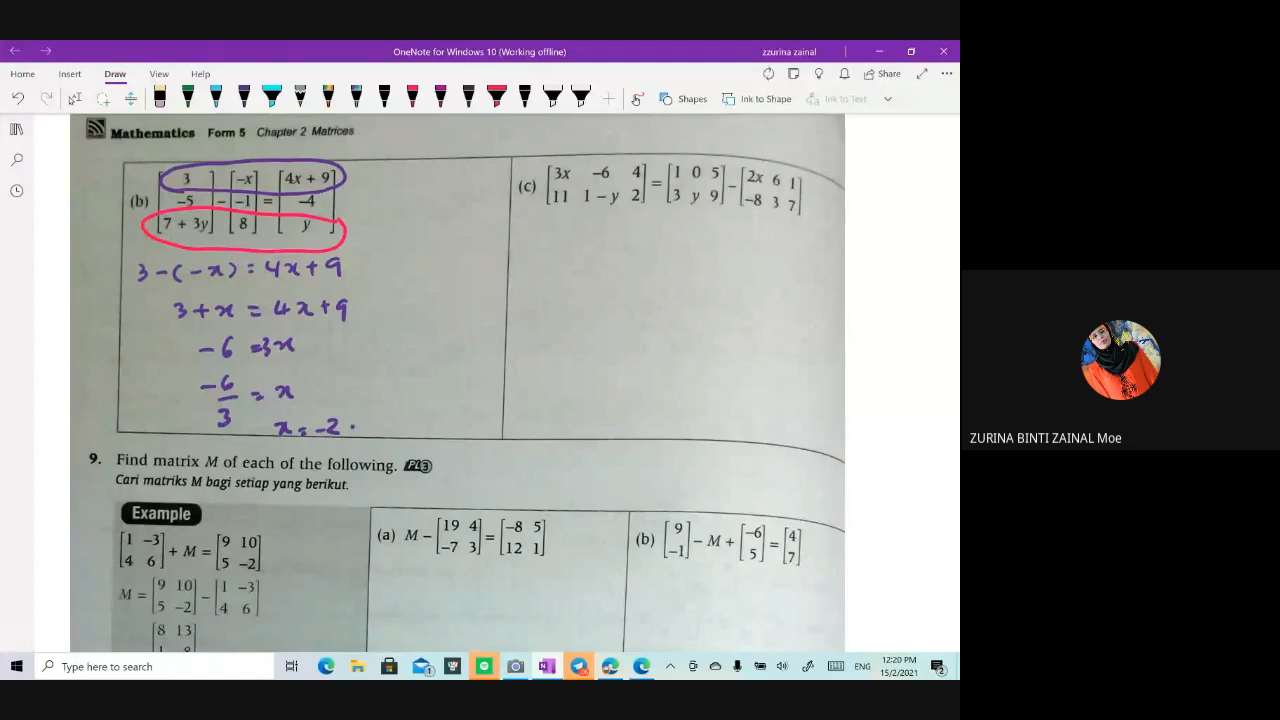 OneNote for Windows 10 (Working offline)
zzurina zainal
Home Insert Draw View Help
Share
Shapes Ink to Shape Ink to Text
Mathematics Form 5 Chapter 2 Matrices
(b) [3 -5 7 + 3y] - [-x -1 8] = [4x + 9 -4 y]
(c) [3x -6 4 11 1 - y 2] = [1 0 5 3 y 9] - [2x 6 1 -8 3 7]
3 - (-x) = 4x + 9
3 + x = 4x + 9
-6 = 3x
-6/3 = x
x = -2
ZURINA BINTI ZAINAL Moe
9. Find matrix M of each of the following. PL3
Cari matriks M bagi setiap yang berikut.
Example
[1 -3 4 6] + M = [9 10 5 -2]
M = [9 10 5 -2] - [1 -3 4 6]
[8 13
(a) M - [19 4 -7 3] = [-8 5 12 1]
(b) [9 -1] - M + [-6 5] = [4 7]
Type here to search
ENG
12:20 PM
15/2/2021